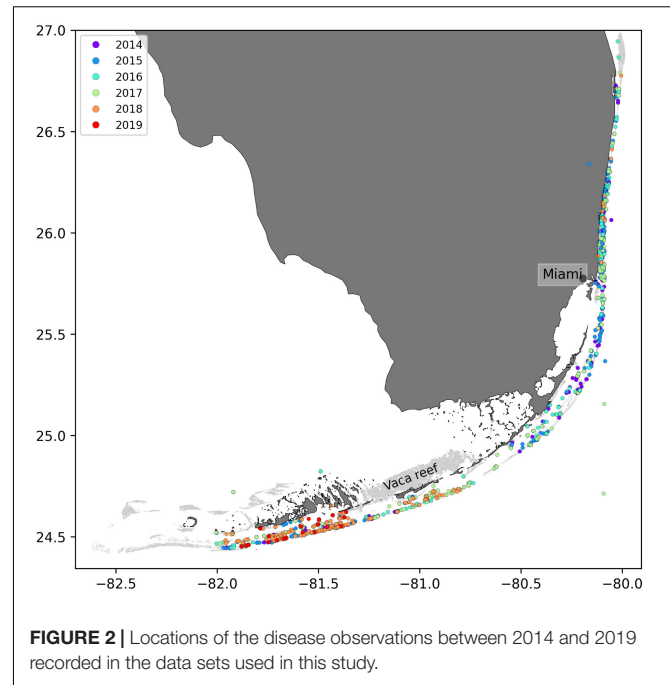 27.0
2014
2015
2016
2017
2018
2019
26.5
26.0
Miami
25.5
25.0
Vaca reef
24.5
−82.5 −82.0 −81.5 −81.0 −80.5 −80.0
FIGURE 2 | Locations of the disease observations between 2014 and 2019
recorded in the data sets used in this study.